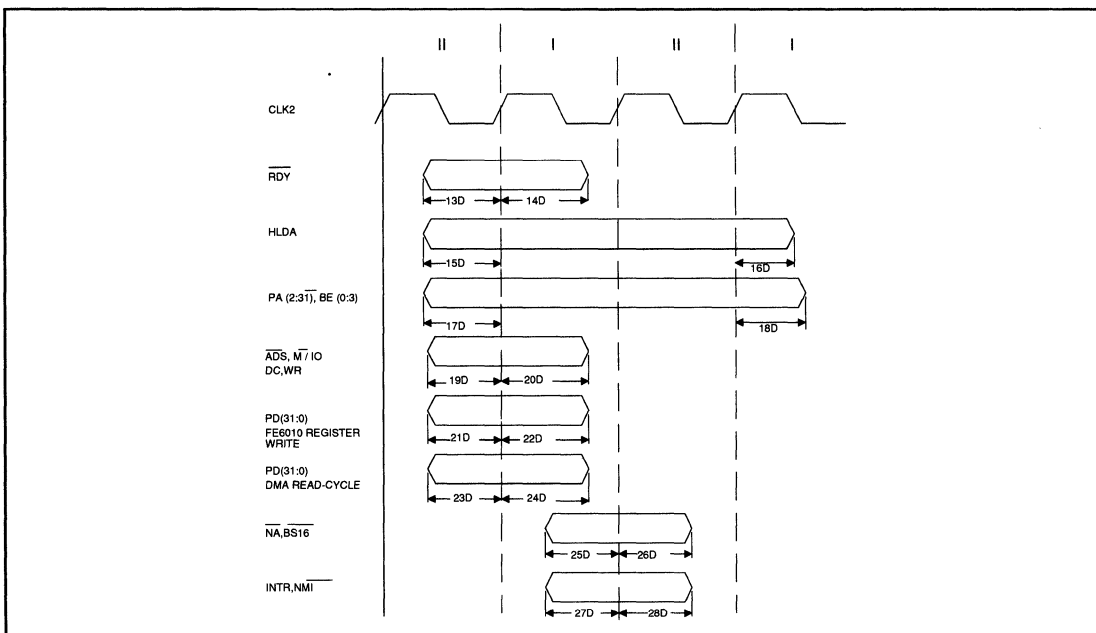 II I II I
CLK2
RDY
13D 14D
HLDA
15D 16D
PA (2:31), BE (0:3)
17D 18D
ADS, M / IO
DC,WR
19D 20D
PD(31:0)
FE6010 REGISTER
WRITE
21D 22D
PD(31:0)
DMA READ-CYCLE
23D 24D
NA,BS16
25D 26D
INTR,NMI
27D 28D